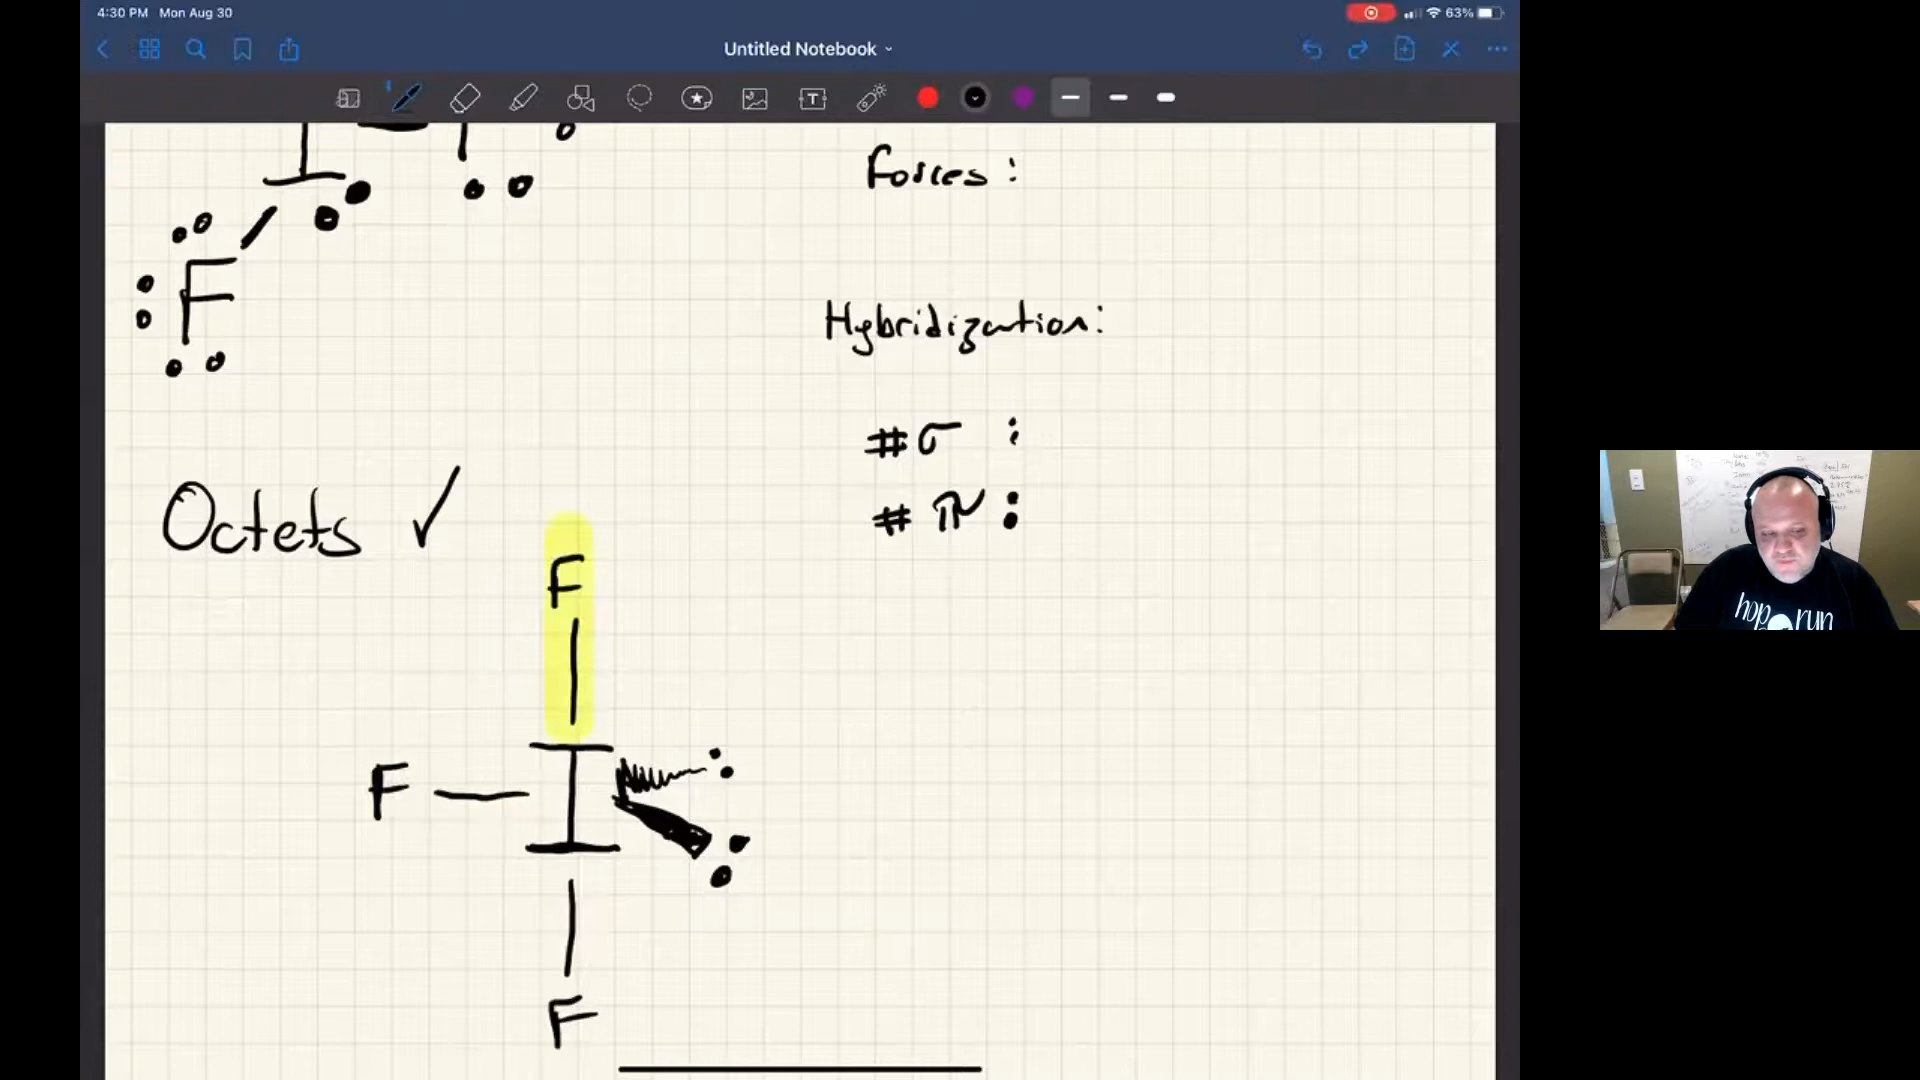 4:30 PM Mon Aug 30
63%
Untitled Notebook
T
I
Forces:
F
Hybridization:
#σ :
# π :
Octets ✓
F
F — I
F
hop run